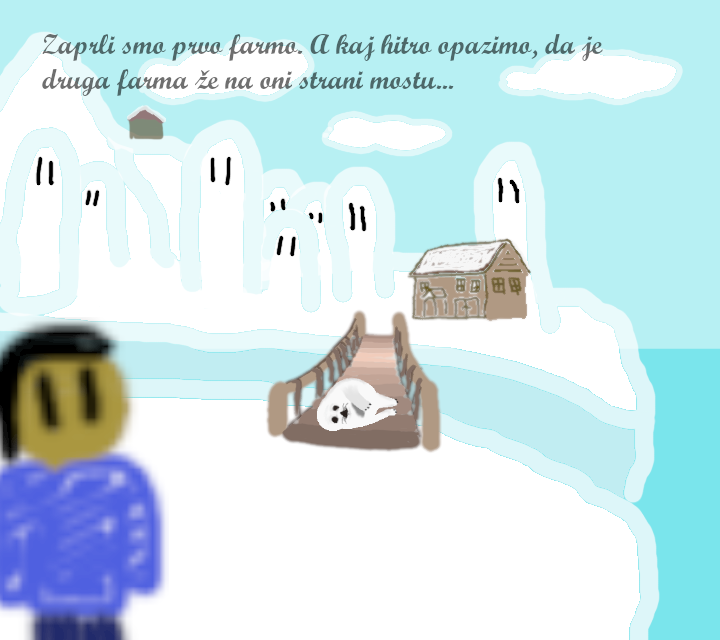 Zaprli smo prvo farmo. A kaj hitro opazimo, da je
druga farma že na oni strani mostu...